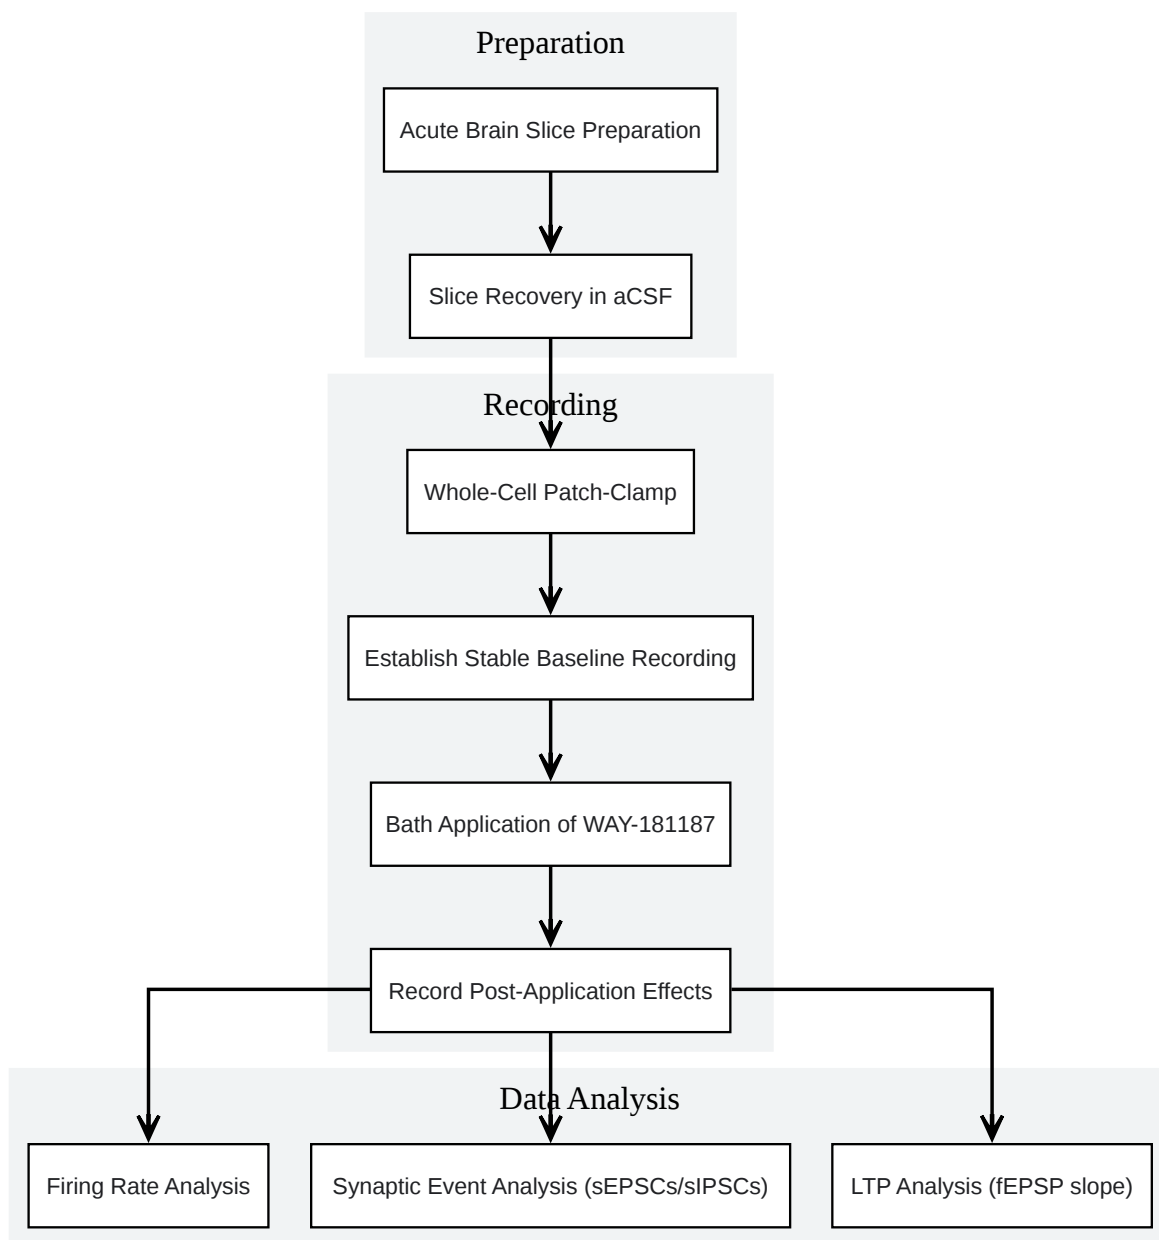 Preparation
Acute Brain Slice Preparation
Slice Recovery in aCSF
Recording
Whole-Cell Patch-Clamp
Establish Stable Baseline Recording
Bath Application of WAY-181187
Record Post-Application Effects
Data Analysis
Firing Rate Analysis
Synaptic Event Analysis (sEPSCs/sIPSCs)
LTP Analysis (fEPSP slope)